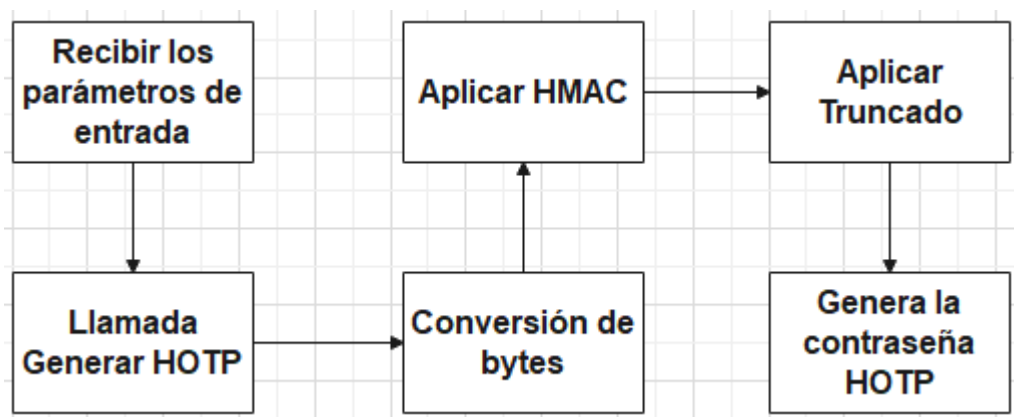 Recibir los
parámetros de
entrada
Llamada
Generar HOTP
Conversión de
bytes
Aplicar HMAC
Aplicar
Truncado
Genera la
contraseña
HOTP